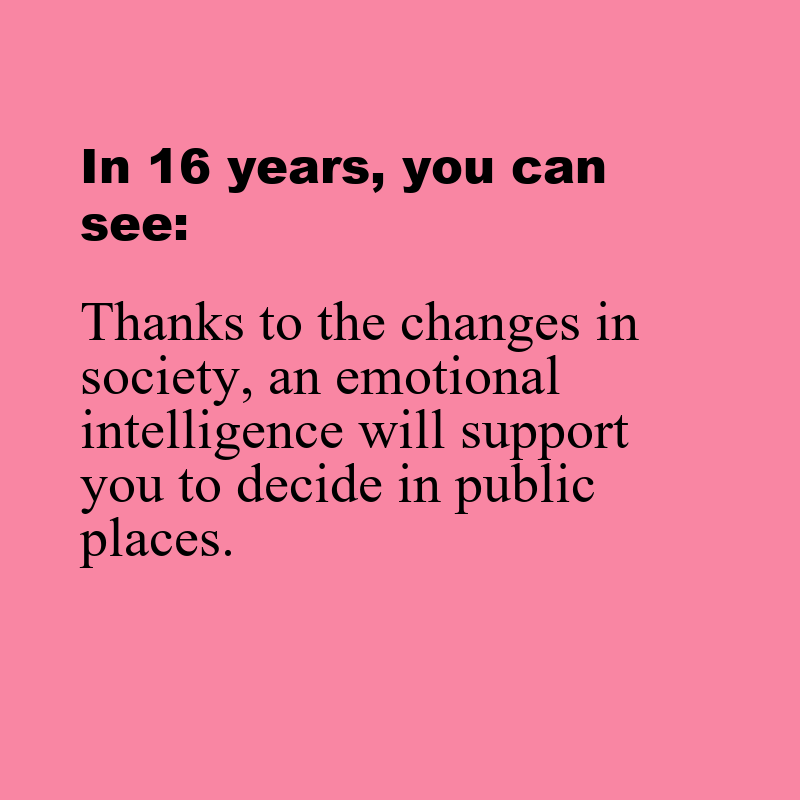 In 16 years, you can
see:
Thanks to the changes in
society, an emotional
intelligence will support
you to decide in public
places.